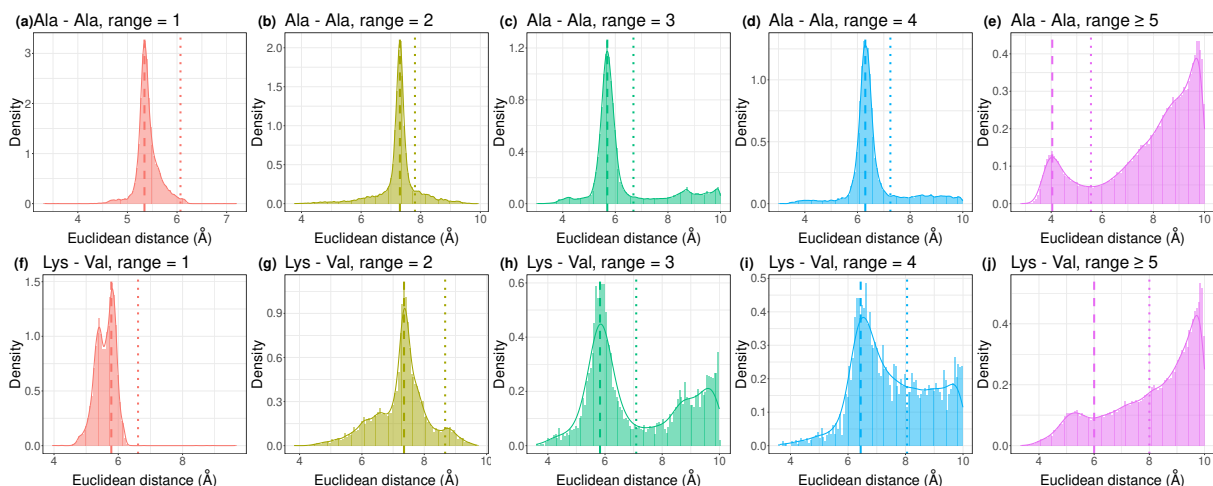 (a) Ala - Ala, range = 1
Density
0
1
2
3
4
5
6
7
Euclidean distance (Å)
(b) Ala - Ala, range = 2
Density
0.0
0.5
1.0
1.5
2.0
4
6
8
10
Euclidean distance (Å)
(c) Ala - Ala, range = 3
Density
0.0
0.4
0.8
1.2
4
6
8
10
Euclidean distance (Å)
(d) Ala - Ala, range = 4
Density
0.0
0.5
1.0
4
6
8
10
Euclidean distance (Å)
(e) Ala - Ala, range ≥ 5
Density
0.0
0.1
0.2
0.3
0.4
4
6
8
10
Euclidean distance (Å)
(f) Lys - Val, range = 1
Density
0.0
0.5
1.0
1.5
4
6
8
Euclidean distance (Å)
(g) Lys - Val, range = 2
Density
0.0
0.3
0.6
0.9
4
6
8
10
Euclidean distance (Å)
(h) Lys - Val, range = 3
Density
0.0
0.2
0.4
0.6
4
6
8
10
Euclidean distance (Å)
(i) Lys - Val, range = 4
Density
0.0
0.1
0.2
0.3
0.4
0.5
4
6
8
10
Euclidean distance (Å)
(j) Lys - Val, range ≥ 5
Density
0.0
0.2
0.4
4
6
8
10
Euclidean distance (Å)